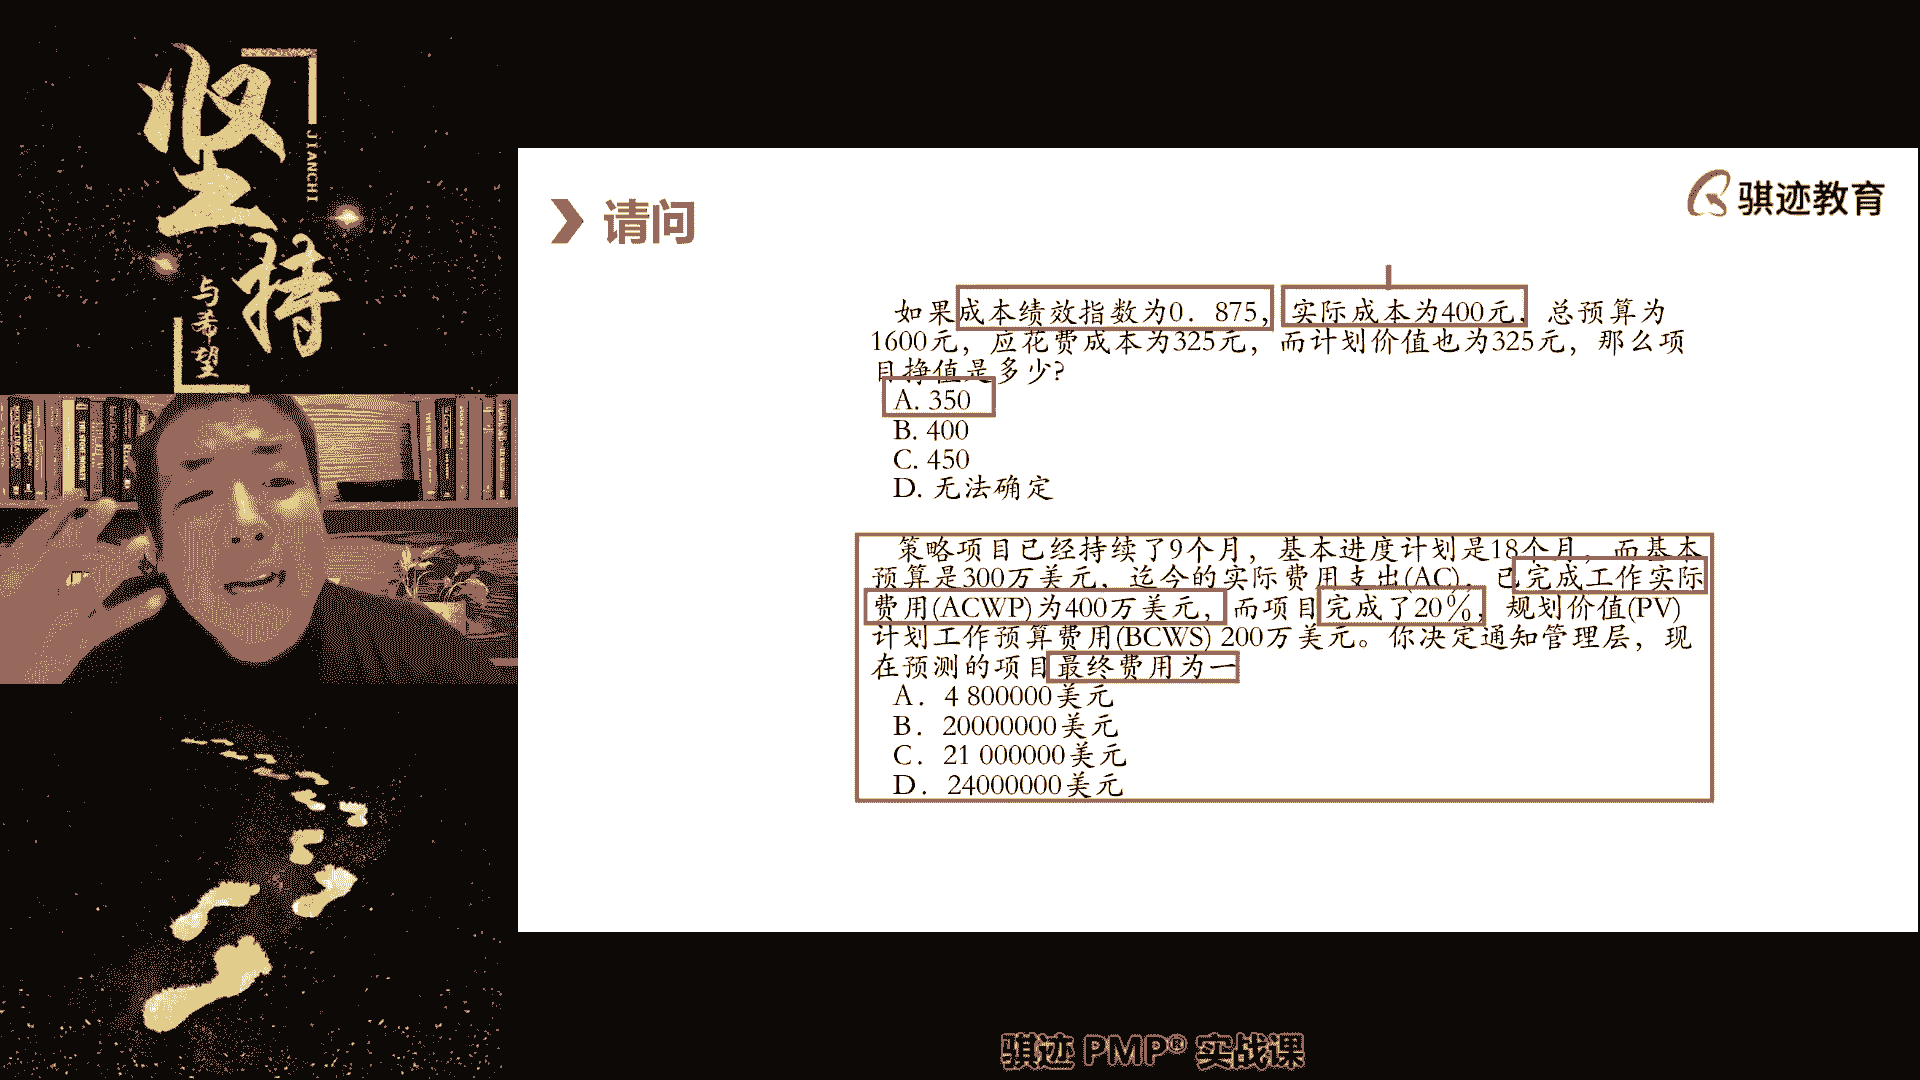 坚持
JIANCHI
与希望
请问
骐迹教育
如果成本绩效指数为0．875，实际成本为400元，总预算为
1600元，应花费成本为325元，而计划价值也为325元，那么项
目挣值是多少?
A. 350
B. 400
C. 450
D. 无法确定
策略项目已经持续了9个月，基本进度计划是18个月，而基本
预算是300万美元，迄今的实际费用支出(AC)，已完成工作实际
费用(ACWP)为400万美元，而项目完成了20％，规划价值(PV)
计划工作预算费用(BCWS) 200万美元。你决定通知管理层，现
在预测的项目最终费用为一
A．4 800000美元
B．20000000美元
C．21 000000美元
D．24000000美元
骐迹 PMP® 实战课